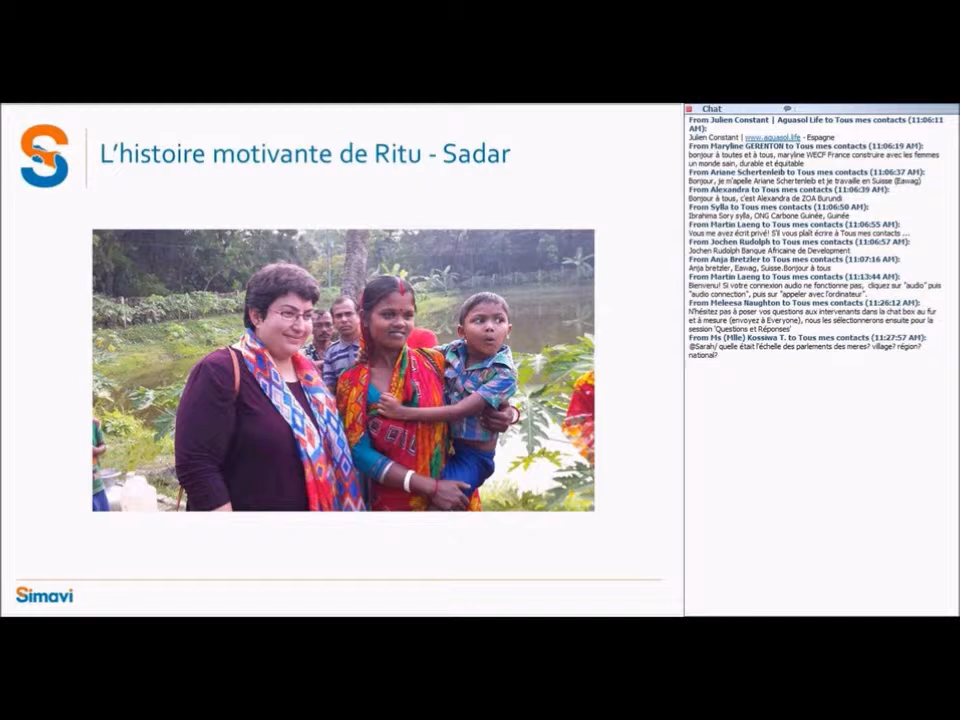 L'histoire motivante de Ritu - Sadar
Simavi
Chat
From Julien Constant | Aguasol Life to Tous mes contacts (11:06:11
AM):
Julien Constant | www.aguasol.life - Espagne
From Maryline GERENTON to Tous mes contacts (11:06:19 AM):
bonjour à toutes et à tous, maryline WECF France construire avec les femmes
un monde sain, durable et équitable
From Ariane Schertenleib to Tous mes contacts (11:06:37 AM):
Bonjour, je m'apelle Ariane Schertenleib et je travaille en Suisse (Eawag)
From Alexandra to Tous mes contacts (11:06:39 AM):
Bonjour à tous, c'est Alexandra de ZOA Burundi
From Sylla to Tous mes contacts (11:06:50 AM):
Ibrahima Sory sylla, ONG Carbone Guinée, Guinée
From Martin Laeng to Tous mes contacts (11:06:55 AM):
Vous me avez écrit privé! S'il vous plaît écrire à Tous mes contacts ...
From Jochen Rudolph to Tous mes contacts (11:06:57 AM):
Jochen Rudolph Banque Africaine de Development
From Anja Bretzler to Tous mes contacts (11:07:16 AM):
Anja bretzler, Eawag, Suisse.Bonjour à tous
From Martin Laeng to Tous mes contacts (11:13:44 AM):
Bienvenu! Si votre connexion audio ne fonctionne pas, cliquez sur "audio" puis
"audio connection", puis sur "appeler avec l'ordinateur".
From Meleesa Naughton to Tous mes contacts (11:26:12 AM):
N'hésitez pas à poser vos questions aux intervenants dans la chat box au fur
et à mesure (envoyez à Everyone), nous les sélectionnerons ensuite pour la
session 'Questions et Réponses'
From Ms (Mlle) Kossiwa T. to Tous mes contacts (11:27:57 AM):
@Sarah/ quelle était l'échelle des parlements des meres? village? région?
national?